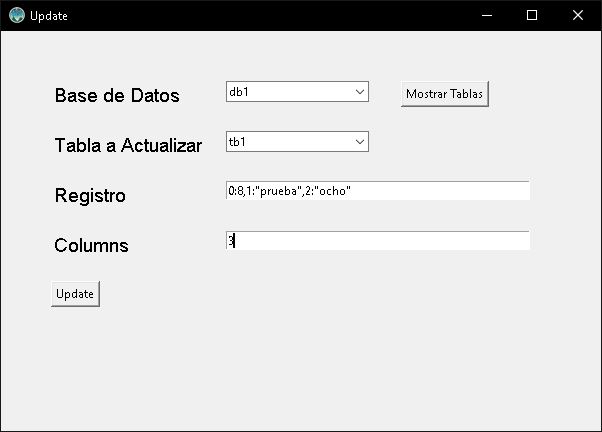 Update
Base de Datos db1 Mostrar Tablas
Tabla a Actualizar tb1
Registro 0:8,1:"prueba",2:"ocho"
Columns 3
Update